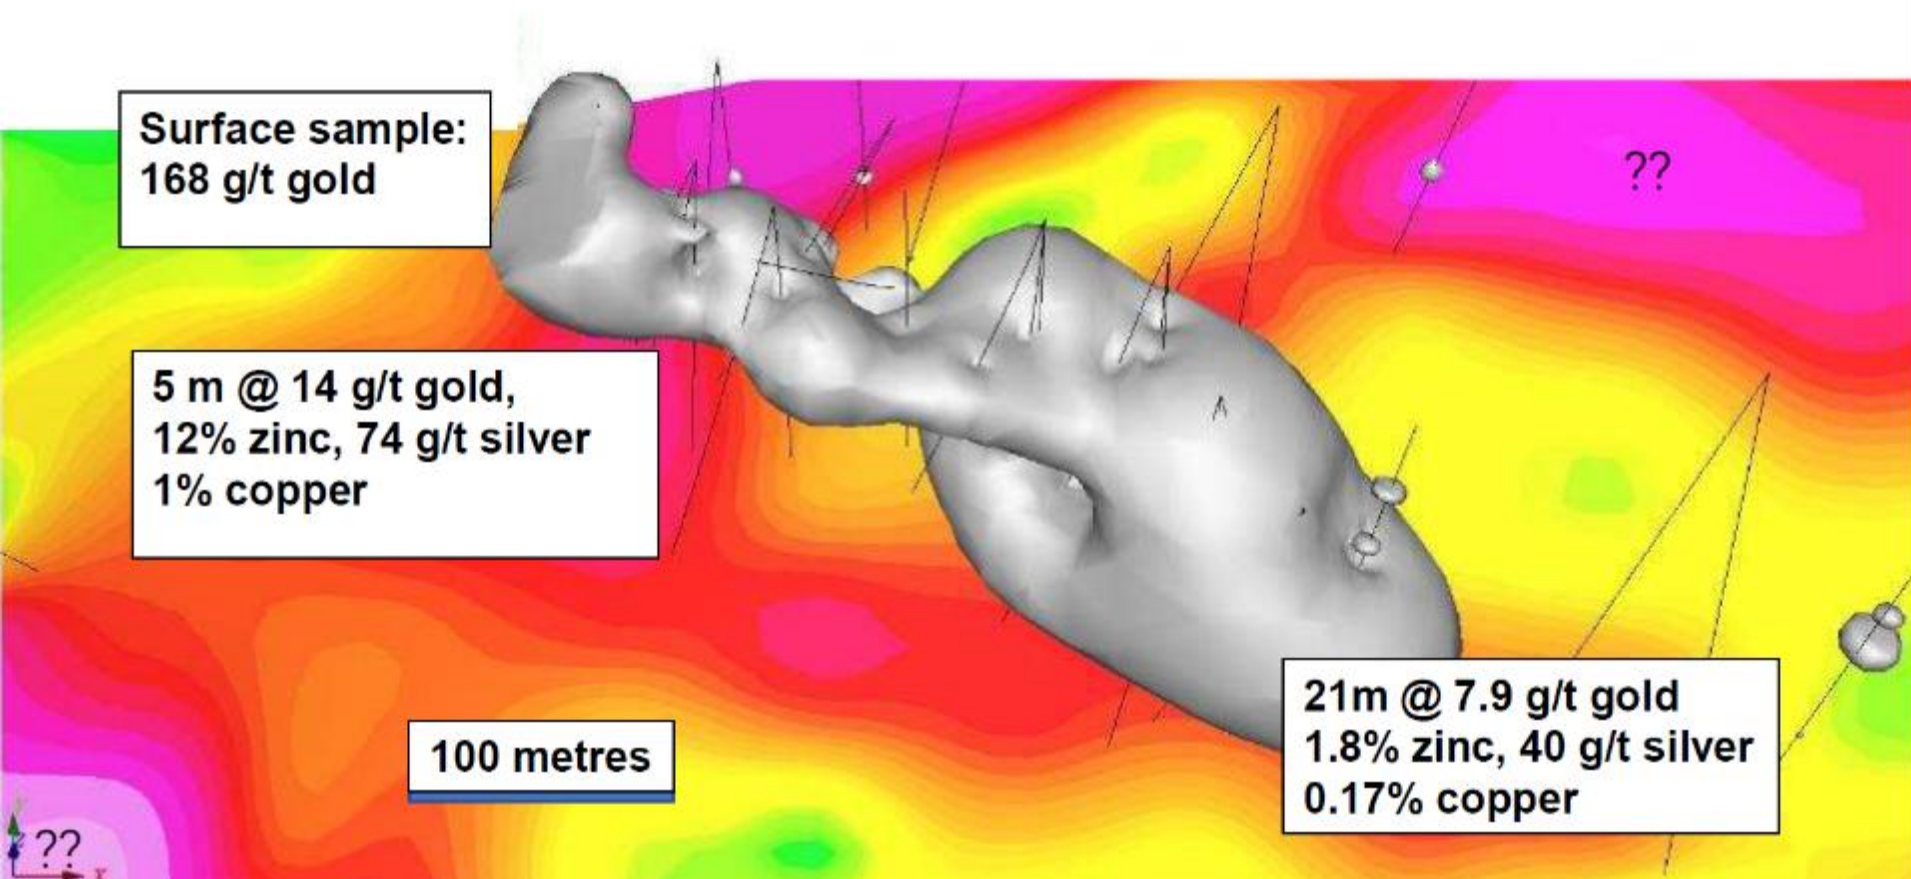 Surface sample:
168 g/t gold
??
5 m @ 14 g/t gold,
12% zinc, 74 g/t silver
1% copper
21m @ 7.9 g/t gold
1.8% zinc, 40 g/t silver
0.17% copper
100 metres
??
x